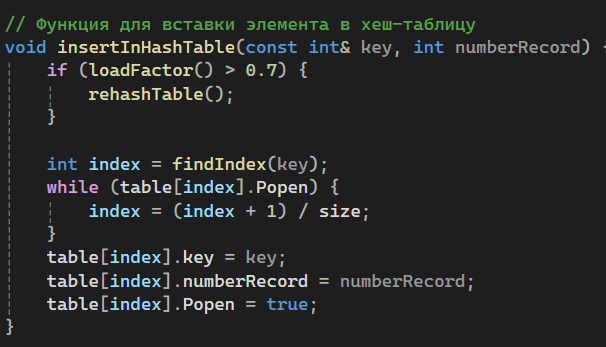 // Функция для вставки элемента в хеш-таблицу
void insertInHashTable(const int& key, int numberRecord) {
if (loadFactor() > 0.7) {
rehashTable();
}
int index = findIndex(key);
while (table[index].Popen) {
index = (index + 1) / size;
}
table[index].key = key;
table[index].numberRecord = numberRecord;
table[index].Popen = true;
}